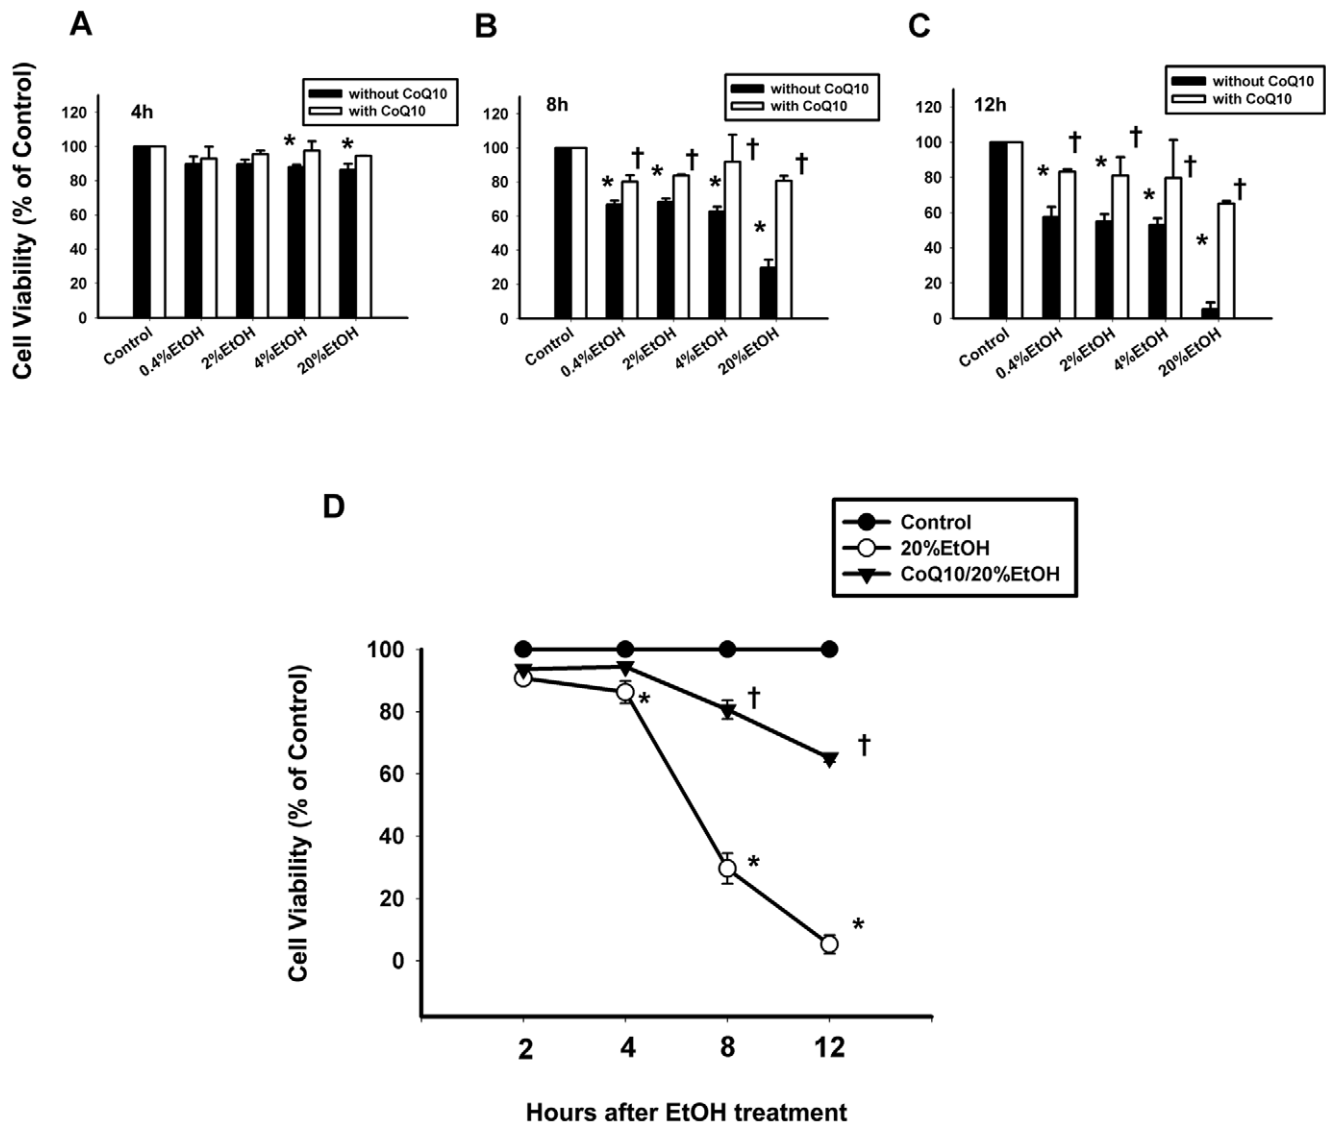 A
Cell Viability (% of Control)
4h
without CoQ10
with CoQ10
120
100
80
60
40
20
0
*
*
Control
0.4%EtOH
2%EtOH
4%EtOH
20%EtOH
B
8h
without CoQ10
with CoQ10
120
100
80
60
40
20
0
* †
* †
* †
* †
Control
0.4%EtOH
2%EtOH
4%EtOH
20%EtOH
C
12h
without CoQ10
with CoQ10
120
100
80
60
40
20
0
* †
* †
* †
* †
Control
0.4%EtOH
2%EtOH
4%EtOH
20%EtOH
D
Control
20%EtOH
CoQ10/20%EtOH
Cell Viability (% of Control)
100
80
60
40
20
0
*
†
*
†
*
2
4
8
12
Hours after EtOH treatment